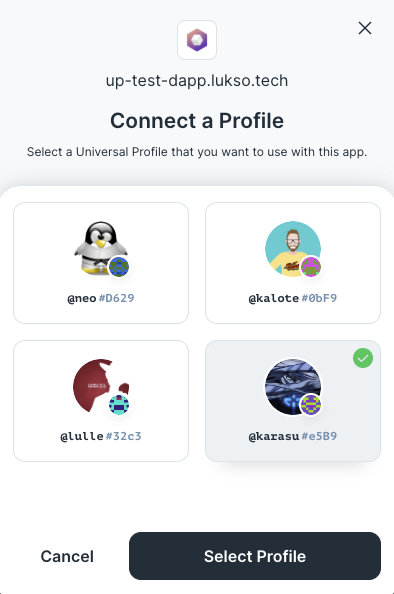 up-test-dapp.lukso.tech
Connect a Profile
Select a Universal Profile that you want to use with this app.
@neo#D629
@kalote#0bF9
@lulle#32c3
@karasu#e5B9
Cancel
Select Profile